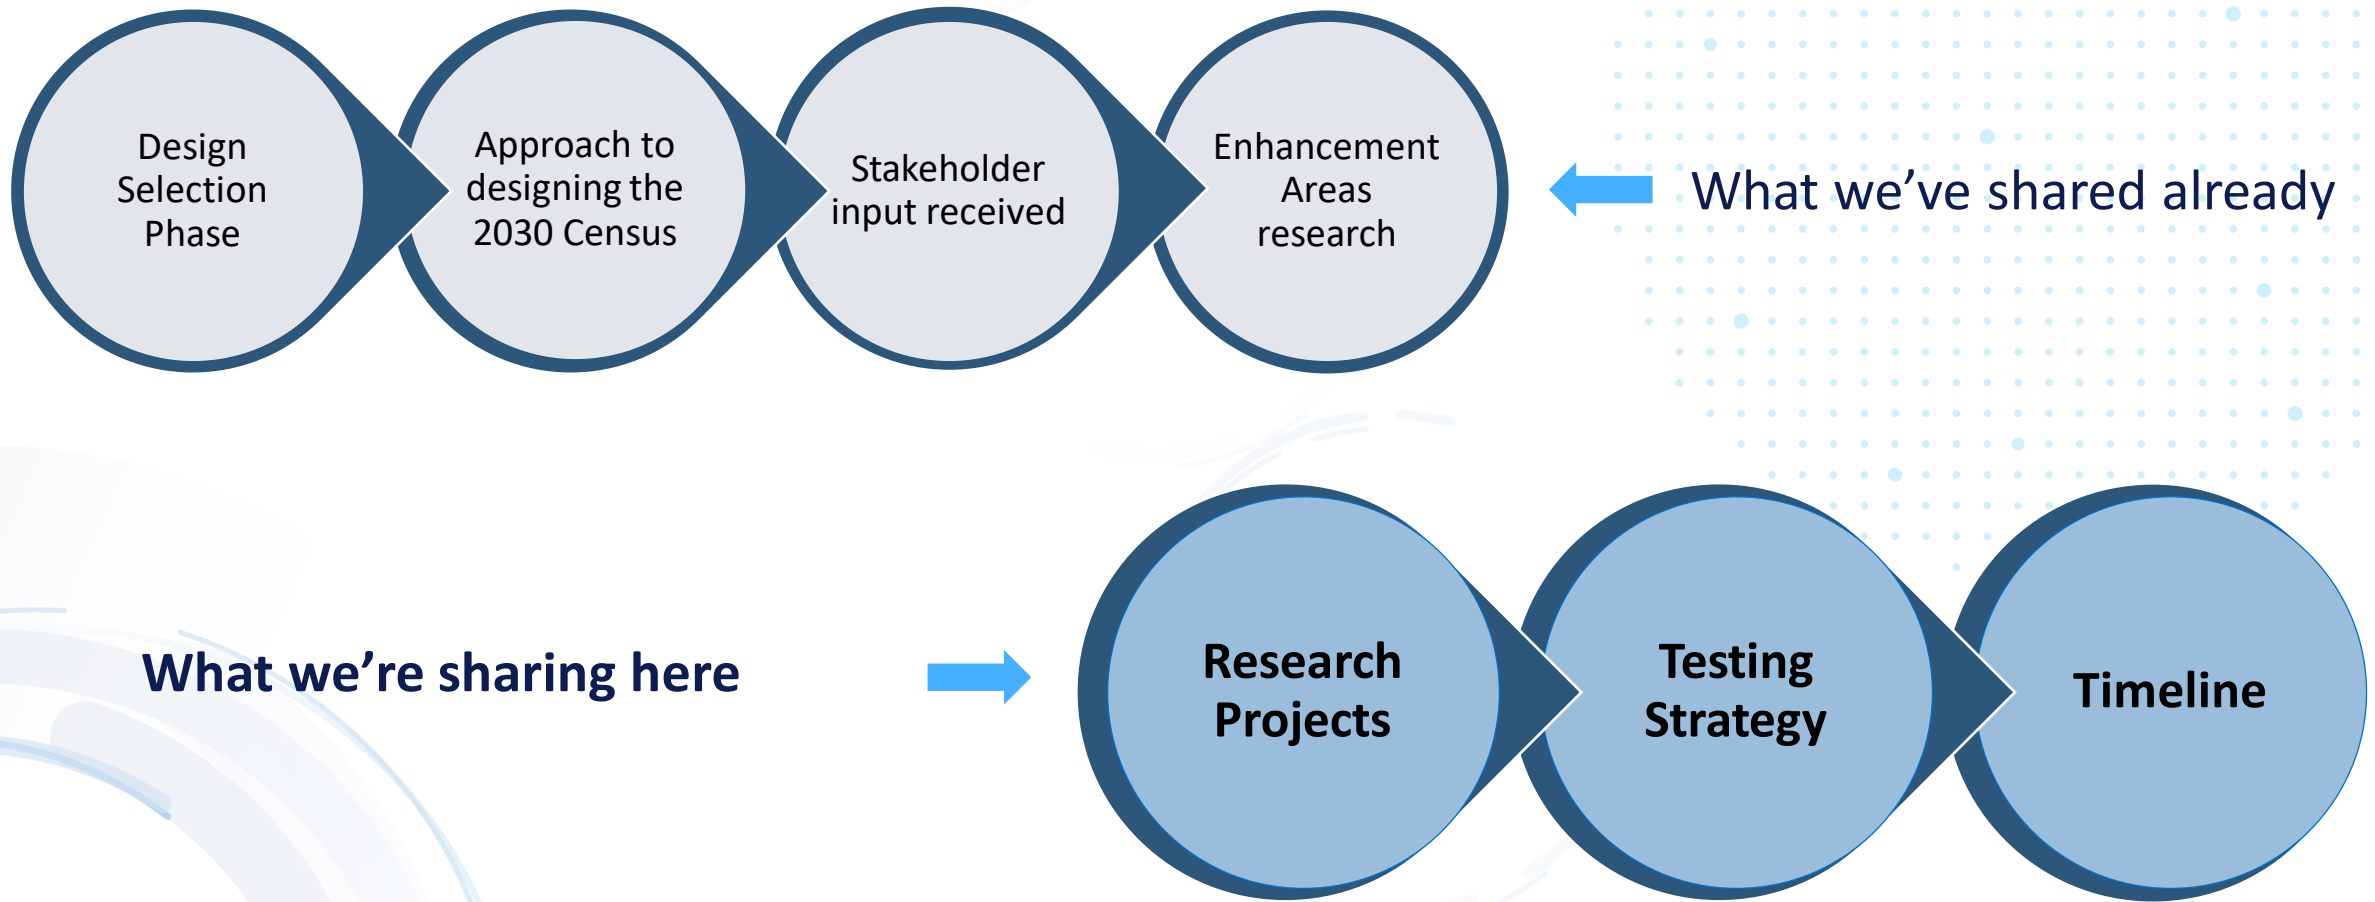 Design
Selection
Phase
Approach to
designing the
2030 Census
Stakeholder
input received
Enhancement
Areas
research
What we’ve shared already
What we’re sharing here
Research
Projects
Testing
Strategy
Timeline